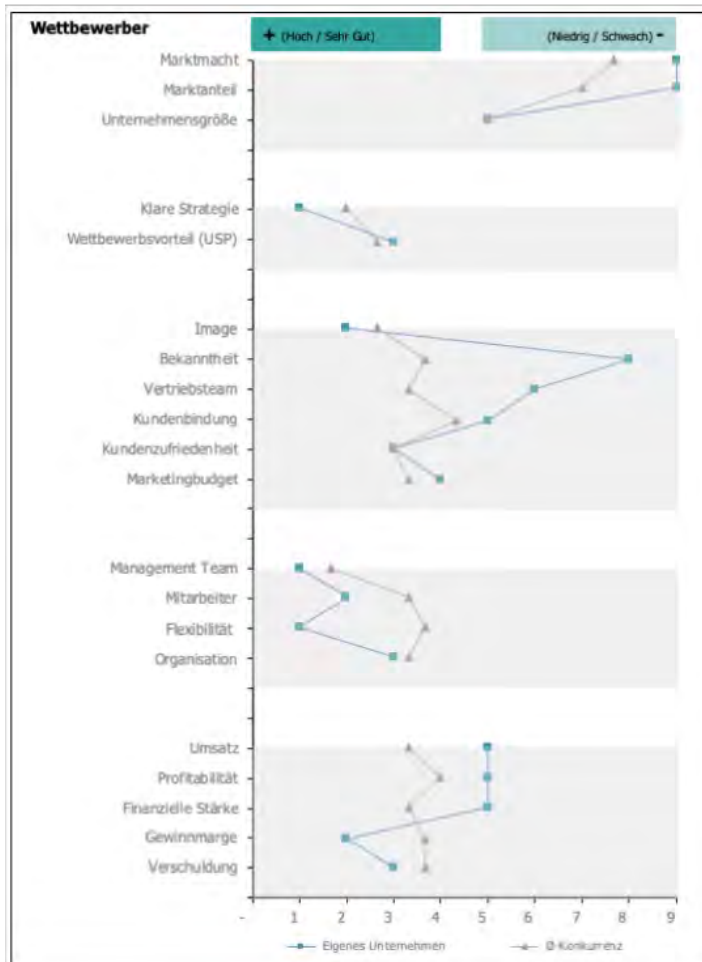 Wettbewerber
+ (Hoch / Sehr Gut)
(Niedrig / Schwach) -
Marktmacht
Marktanteil
Unternehmensgröße
Klare Strategie
Wettbewerbsvorteil (USP)
Image
Bekanntheit
Vertriebsteam
Kundenbindung
Kundenzufriedenheit
Marketingbudget
Management Team
Mitarbeiter
Flexibilität
Organisation
Umsatz
Profitabilität
Finanzielle Stärke
Gewinnmarge
Verschuldung
- 1 2 3 4 5 6 7 8 9
Eigenes Unternehmen Ø Konkurrenz